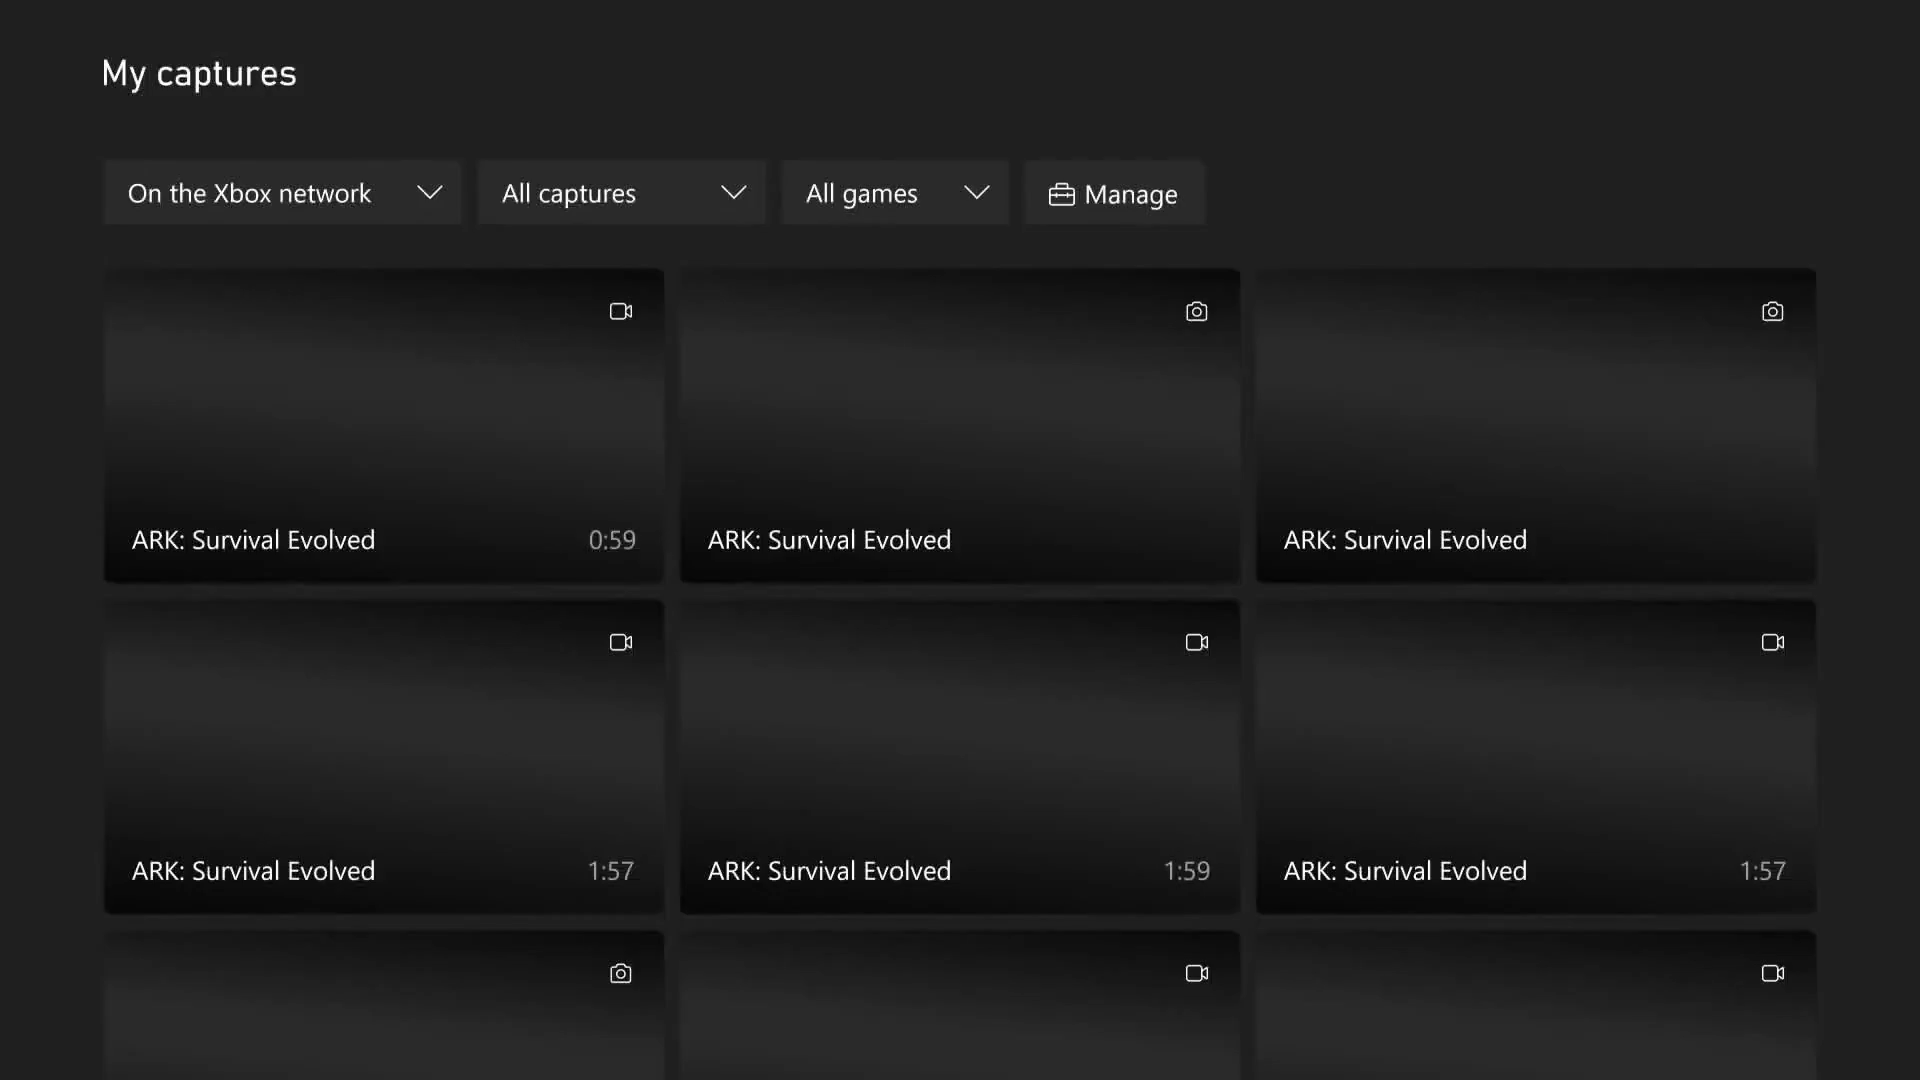 My captures
On the Xbox network
All captures
All games
Manage
ARK: Survival Evolved
0:59
ARK: Survival Evolved
ARK: Survival Evolved
ARK: Survival Evolved
1:57
ARK: Survival Evolved
1:59
ARK: Survival Evolved
1:57